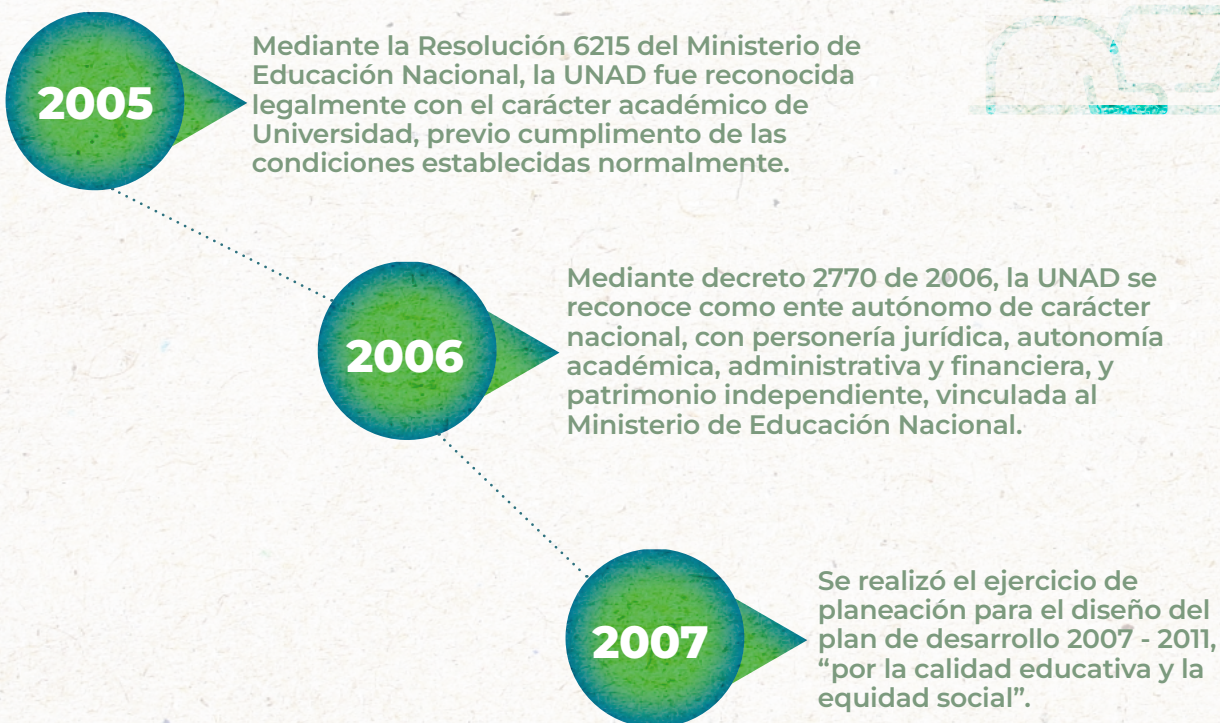 2005
Mediante la Resolución 6215 del Ministerio de
Educación Nacional, la UNAD fue reconocida
legalmente con el carácter académico de
Universidad, previo cumplimento de las
condiciones establecidas normalmente.
2006
Mediante decreto 2770 de 2006, la UNAD se
reconoce como ente autónomo de carácter
nacional, con personería jurídica, autonomía
académica, administrativa y financiera, y
patrimonio independiente, vinculada al
Ministerio de Educación Nacional.
2007
Se realizó el ejercicio de
planeación para el diseño del
plan de desarrollo 2007 - 2011,
“por la calidad educativa y la
equidad social”.